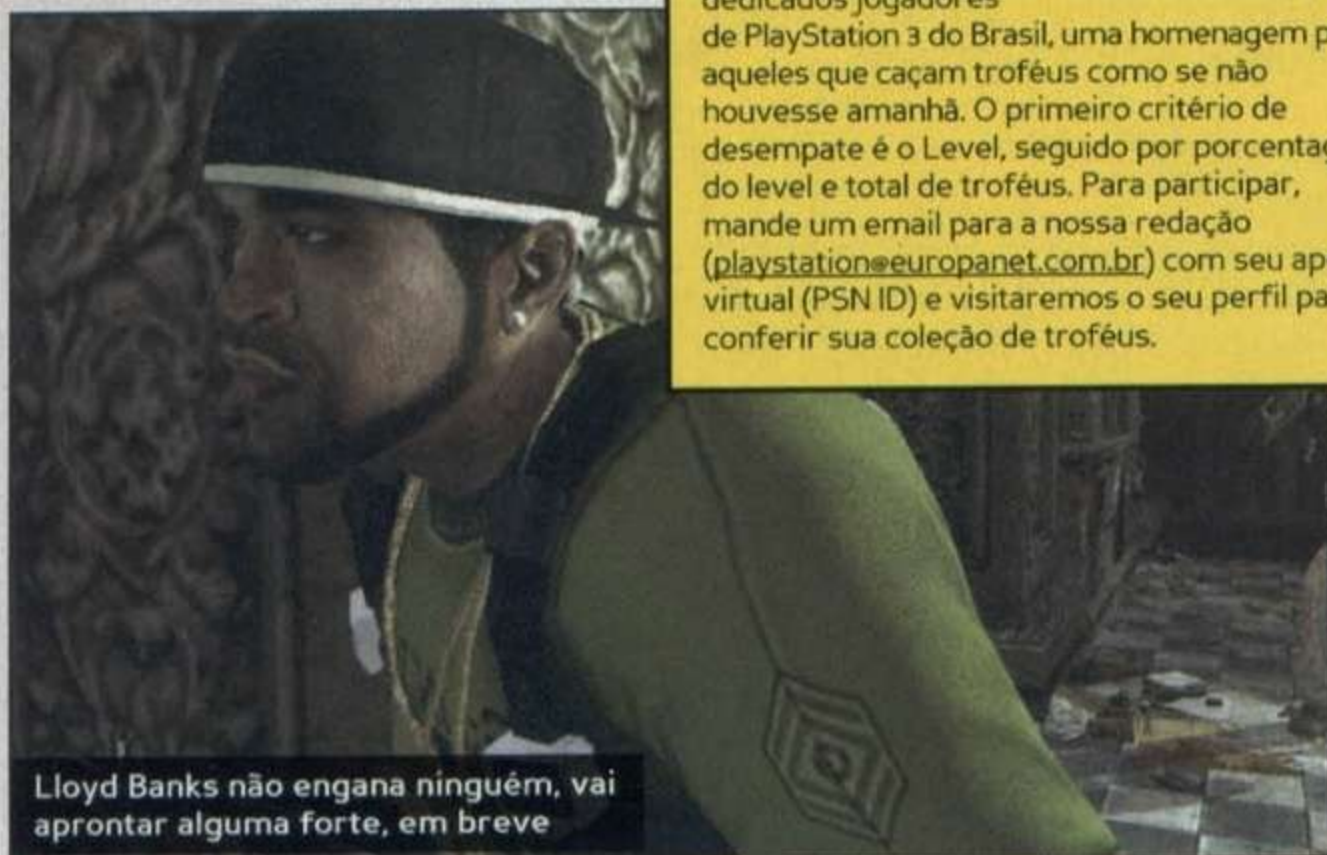 de PlayStation 3 do Brasil, uma homenagem
aqueles que caçam troféus como se não
houvesse amanhã. O primeiro critério de
desempate é o Level, seguido por
do level e total de troféus. Para participar,
mande um email para a nossa redação
(playstation@europanet.com.br) com seu
virtual (PSN ID) e visitaremos o seu perfil
conferir sua coleção de troféus.
Lloyd Banks não engana ninguém, vai
aprontar alguma forte, em breve